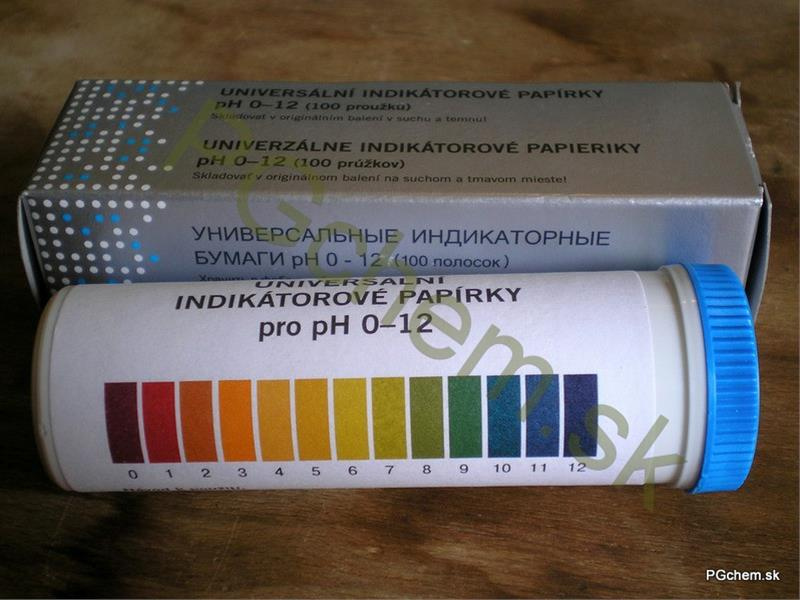 UNIVERSÁLNÍ INDIKÁTOROVÉ PAPÍRKY
pH 0–12 (100 proužků)
Skladovat v originálním balení v suchu a temnu!
UNIVERZÁLNE INDIKÁTOROVÉ PAPIERIKY
pH 0–12 (100 prúžkov)
Skladovať v originálnom balení na suchom a tmavom mieste!
УНИВЕРСАЛЬНЫЕ ИНДИКАТОРНЫЕ
БУМАГИ pH 0 - 12 (100 полосок)
UNIVERSÁLNÍ
INDIKÁTOROVÉ PAPÍRKY
pro pH 0–12
0 1 2 3 4 5 6 7 8 9 10 11 12
Návod k použití:
PGchem.sk
PGchem.sk